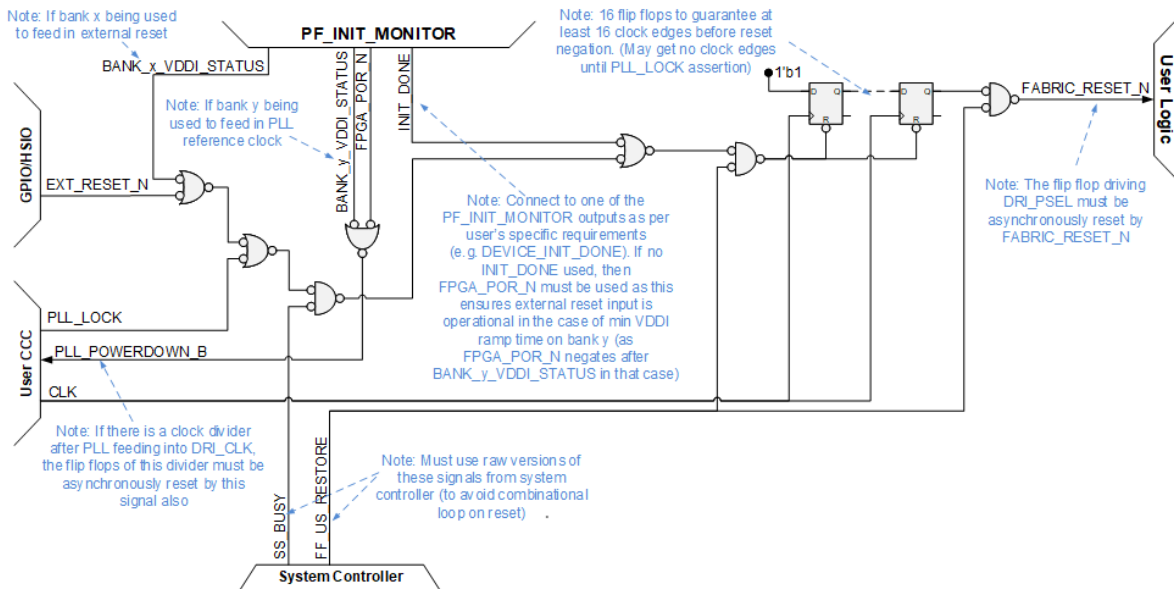 Note: If bank x being used
to feed in external reset
PF_INIT_MONITOR
Note: 16 flip flops to guarantee at
least 16 clock edges before reset
negation. (May get no clock edges
until PLL_LOCK assertion)
BANK_x_VDDI_STATUS
BANK_y_VDDI_STATUS
FPGA_POR_N
INIT_DONE
1'b1
D
Q
R
D
Q
R
FABRIC_RESET_N
User Logic
Note: If bank y being
used to feed in PLL
reference clock
GPIO/HSIO
EXT_RESET_N
Note: Connect to one of the
PF_INIT_MONITOR outputs as per
user's specific requirements
(e.g. DEVICE_INIT_DONE). If no
INIT_DONE used, then
FPGA_POR_N must be used as this
ensures external reset input is
operational in the case of min VDDI
ramp time on bank y (as
FPGA_POR_N negates after
BANK_y_VDDI_STATUS in that case)
Note: The flip flop driving
DRI_PSEL must be
asynchronously reset by
FABRIC_RESET_N
User CCC
PLL_LOCK
PLL_POWERDOWN_B
CLK
Note: If there is a clock divider
after PLL feeding into DRI_CLK,
the flip flops of this divider must be
asynchronously reset by this
signal also
Note: Must use raw versions of
these signals from system
controller (to avoid combinational
loop on reset)
SS_BUSY
FF_US_RESTORE
System Controller